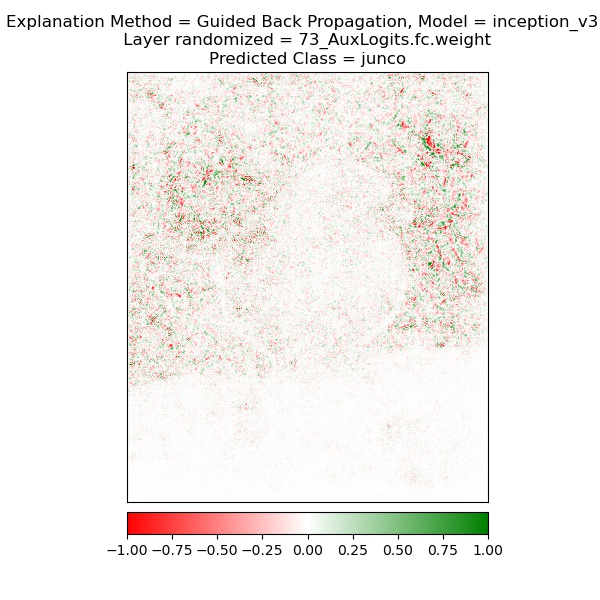 Explanation Method = Guided Back Propagation, Model = inception_v3
Layer randomized = 73_AuxLogits.fc.weight
Predicted Class = junco
−1.00 −0.75 −0.50 −0.25 0.00 0.25 0.50 0.75 1.00